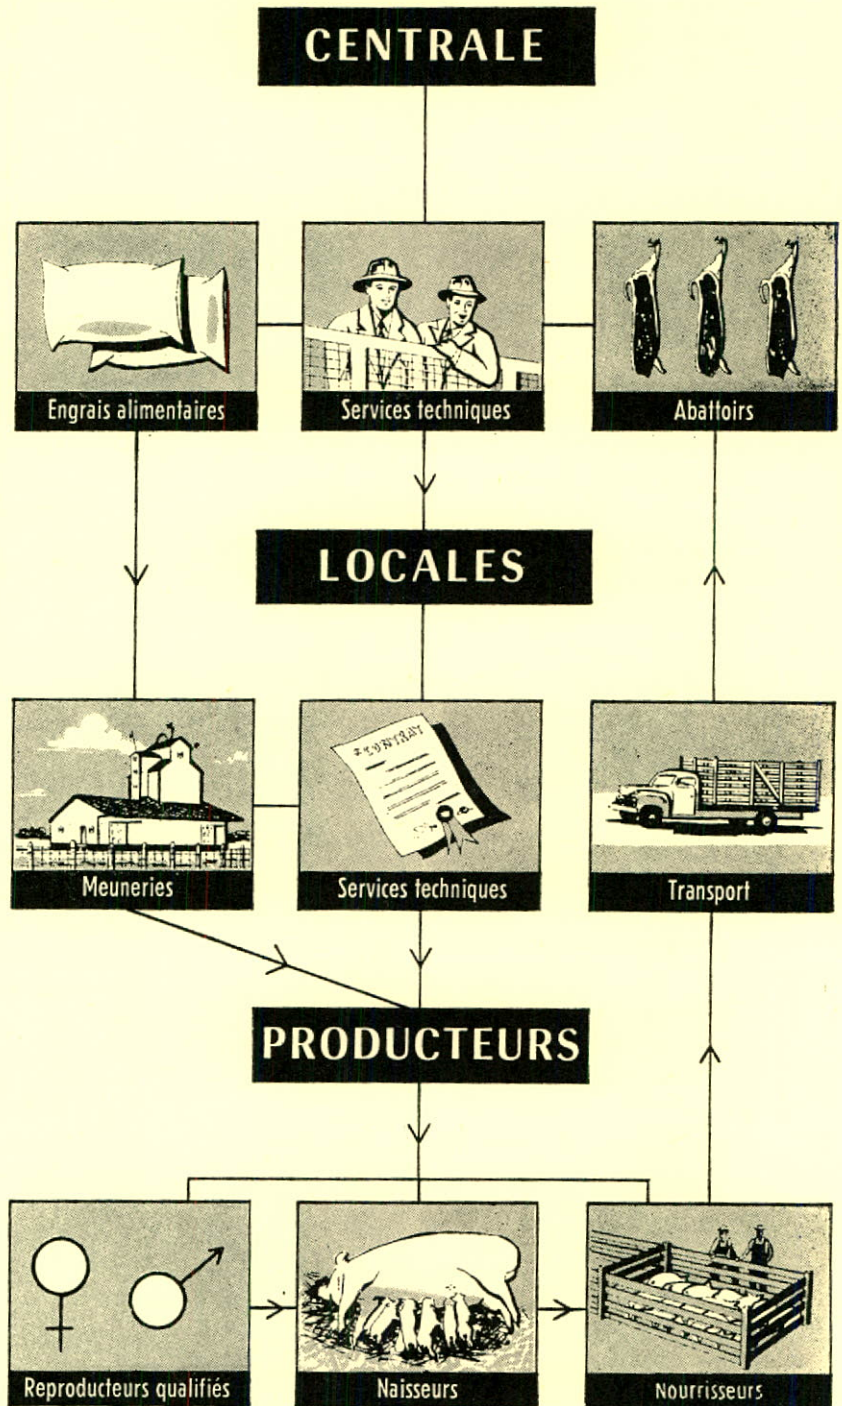 CENTRALE
Engrais alimentaires
Services techniques
Abattoirs
LOCALES
Meuneries
Services techniques
Transport
PRODUCTEURS
Reproducteurs qualifiés
Naisseurs
Nourrisseurs